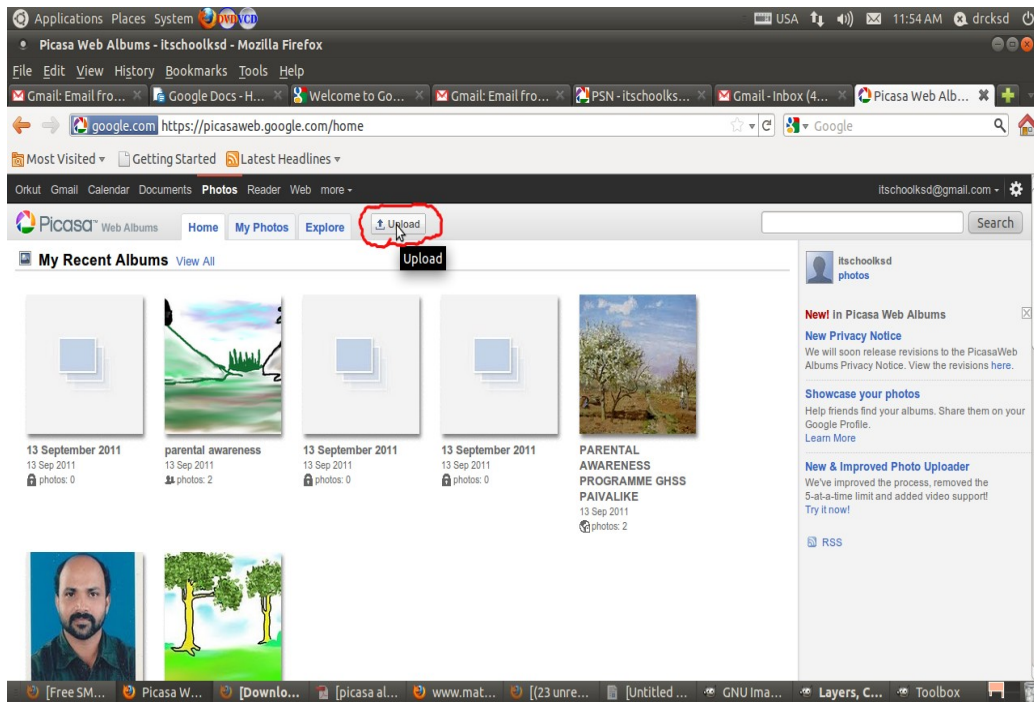 Applications Places System DVD VCD USA 11:54 AM drcksd
Picasa Web Albums - itschoolksd - Mozilla Firefox
File Edit View History Bookmarks Tools Help
Gmail: Email fro... Google Docs - H... Welcome to Go... Gmail: Email fro... PSN - itschoolks... Gmail - Inbox (4... Picasa Web Alb...
google.com https://picasaweb.google.com/home Google
Most Visited Getting Started Latest Headlines
Orkut Gmail Calendar Documents Photos Reader Web more itschoolksd@gmail.com
Picasa™ Web Albums Home My Photos Explore Upload Search
Upload
My Recent Albums View All
13 September 2011
13 Sep 2011
photos: 0
parental awareness
13 Sep 2011
photos: 2
13 September 2011
13 Sep 2011
photos: 0
13 September 2011
13 Sep 2011
photos: 0
PARENTAL
AWARENESS
PROGRAMME GHSS
PAIVALIKE
13 Sep 2011
photos: 2
itschoolksd
photos
New! in Picasa Web Albums
New Privacy Notice
We will soon release revisions to the PicasaWeb
Albums Privacy Notice. View the revisions here.
Showcase your photos
Help friends find your albums. Share them on your
Google Profile.
Learn More
New & Improved Photo Uploader
We've improved the process, removed the
5-at-a-time limit and added video support!
Try it now!
RSS
[Free SM... Picasa W... [Downlo... [picasa al... www.mat... [(23 unre... [Untitled ... GNU Ima... Layers, C... Toolbox